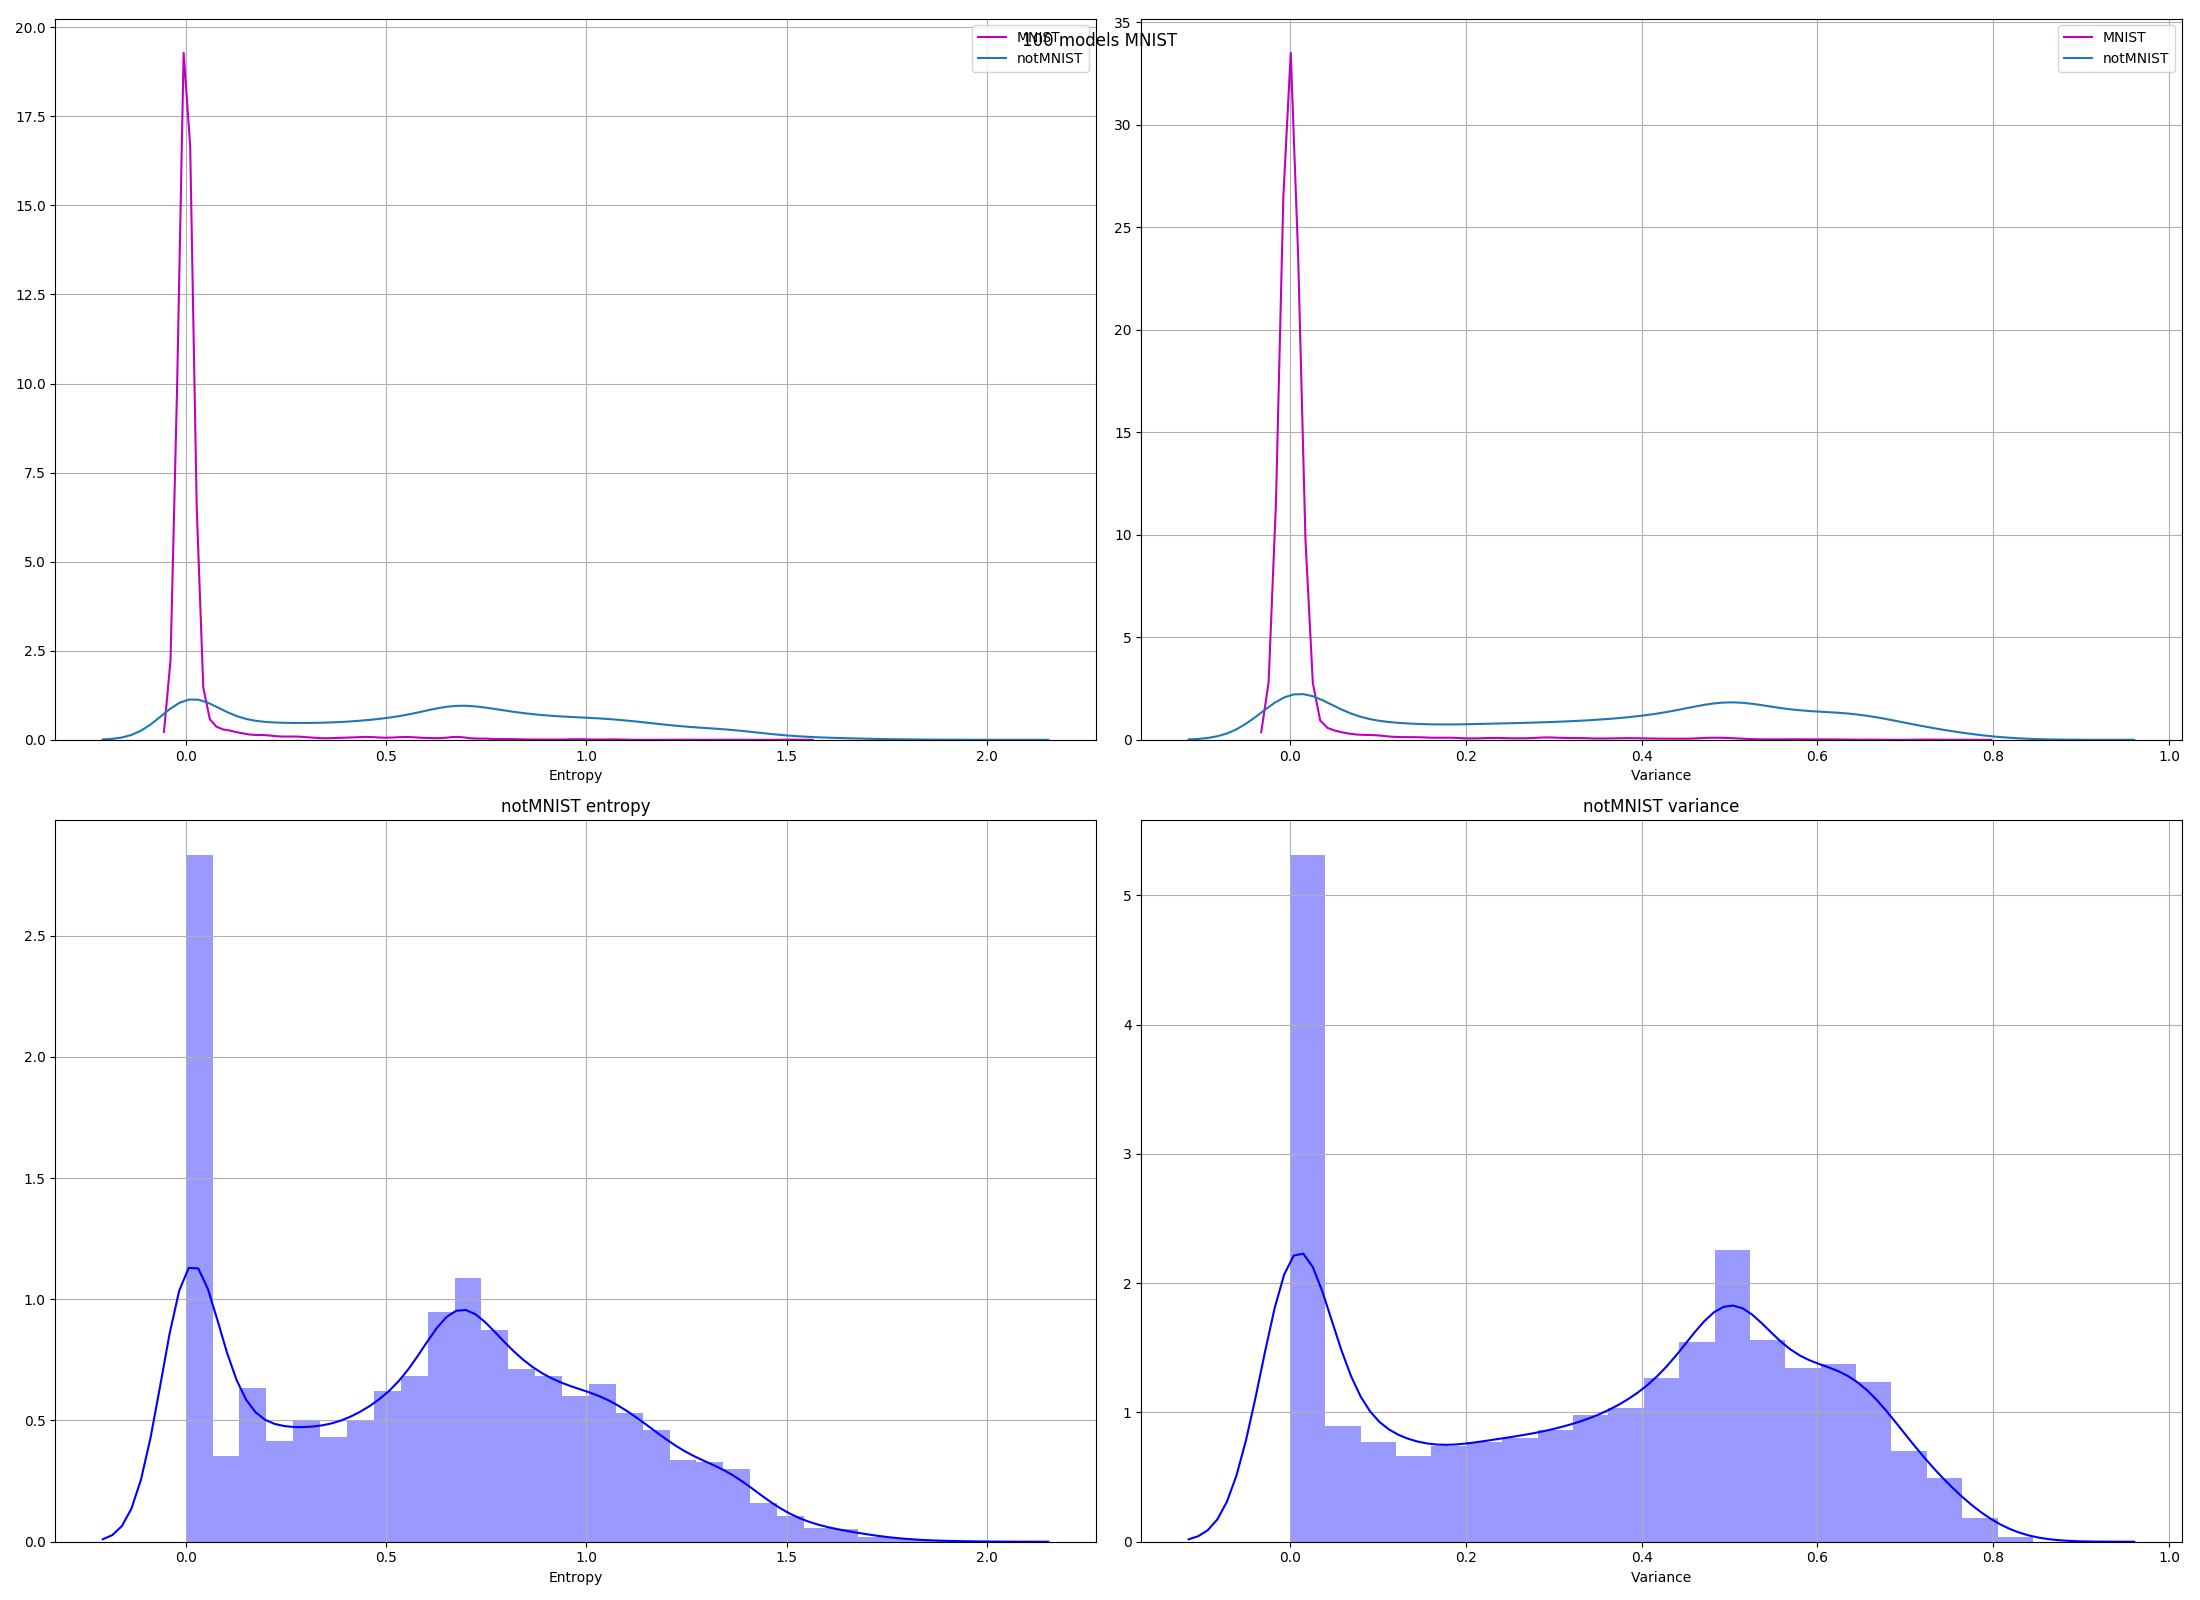 100 models MNIST
20.0
17.5
15.0
12.5
10.0
7.5
5.0
2.5
0.0
0.0 0.5 1.0 1.5 2.0
Entropy
MNIST
notMNIST
35
30
25
20
15
10
5
0
0.0 0.2 0.4 0.6 0.8 1.0
Variance
MNIST
notMNIST
notMNIST entropy
2.5
2.0
1.5
1.0
0.5
0.0
0.0 0.5 1.0 1.5 2.0
Entropy
notMNIST variance
5
4
3
2
1
0
0.0 0.2 0.4 0.6 0.8 1.0
Variance